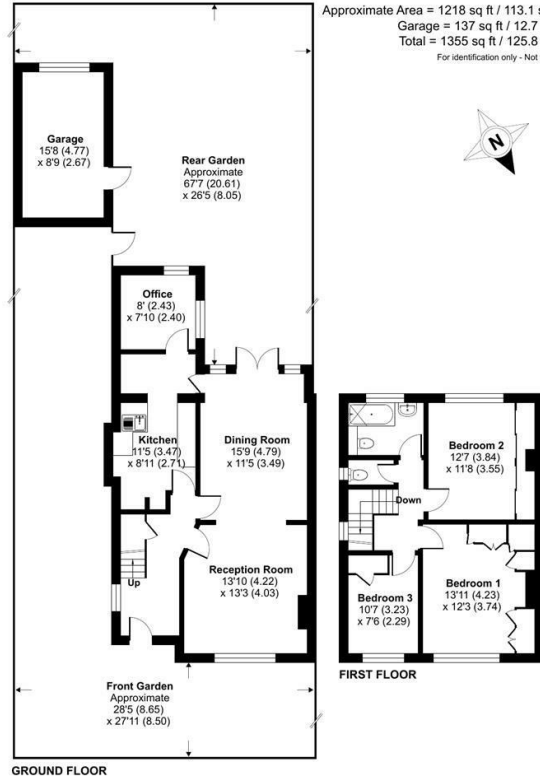 Approximate Area = 1218 sq ft / 113.1 s
Garage = 137 sq ft / 12.7
Total = 1355 sq ft / 125.8
For identification only - Not
N
Garage
15'8 (4.77)
x 8'9 (2.67)
Rear Garden
Approximate
67'7 (20.61)
x 26'5 (8.05)
Office
8' (2.43)
x 7'10 (2.40)
Kitchen
11'5 (3.47)
x 8'11 (2.71)
Dining Room
15'9 (4.79)
x 11'5 (3.49)
Up
Reception Room
13'10 (4.22)
x 13'3 (4.03)
Front Garden
Approximate
28'5 (8.65)
x 27'11 (8.50)
GROUND FLOOR
Bedroom 2
12'7 (3.84)
x 11'8 (3.55)
Down
Bedroom 1
13'11 (4.23)
x 12'3 (3.74)
Bedroom 3
10'7 (3.23)
x 7'6 (2.29)
FIRST FLOOR